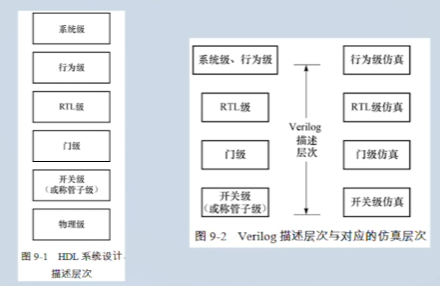 系统级
行为级
RTL级
门级
开关级
（或称管子级）
物理级
图 9-1 HDL 系统设计
描述层次
系统级、行为级
RTL级
门级
开关级
（或称管子级）
Verilog
描述
层次
行为级仿真
RTL级仿真
门级仿真
开关级仿真
图 9-2 Verilog 描述层次与对应的仿真层次